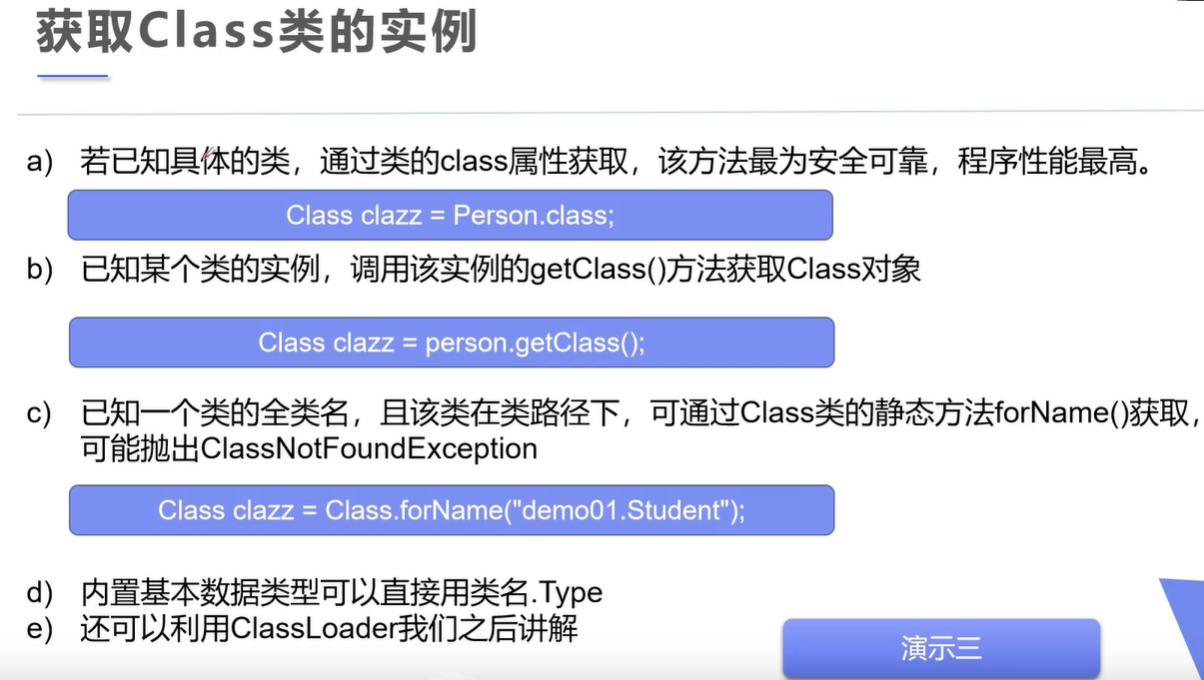 获取Class类的实例
a) 若已知具体的类，通过类的class属性获取，该方法最为安全可靠，程序性能最高。
Class clazz = Person.class;
b) 已知某个类的实例，调用该实例的getClass()方法获取Class对象
Class clazz = person.getClass();
c) 已知一个类的全类名，且该类在类路径下，可通过Class类的静态方法forName()获取，
可能抛出ClassNotFoundException
Class clazz = Class.forName("demo01.Student");
d) 内置基本数据类型可以直接用类名.Type
e) 还可以利用ClassLoader我们之后讲解
演示三